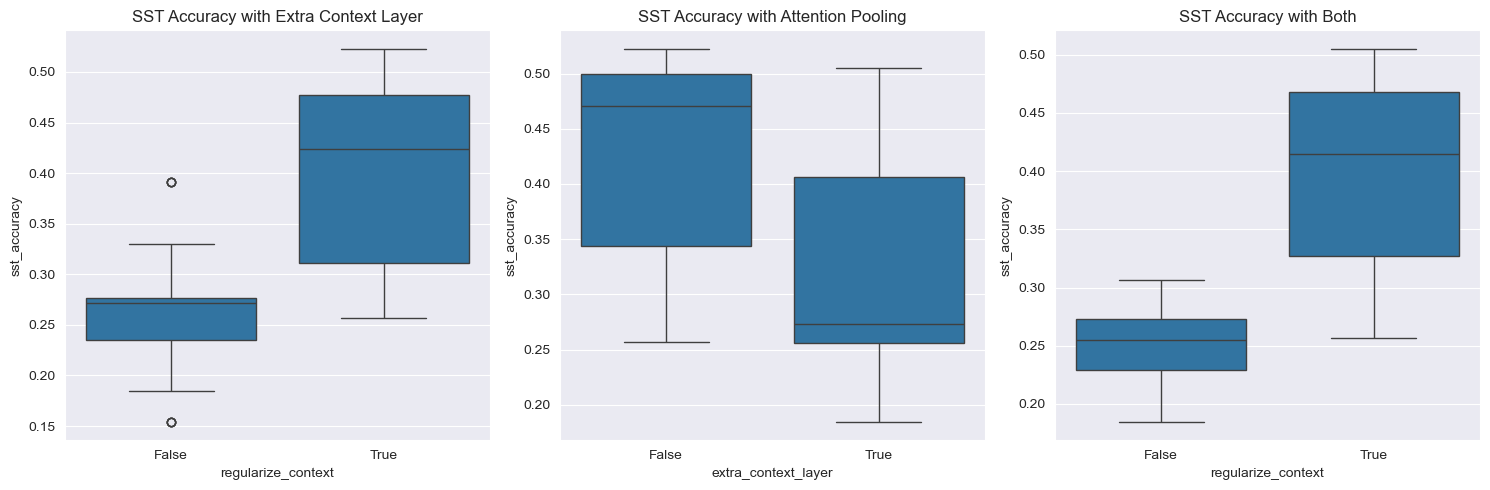 SST Accuracy with Extra Context Layer
0.50
0.45
0.40
0.35
0.30
0.25
0.20
0.15
sst_accuracy
False
True
regularize_context
SST Accuracy with Attention Pooling
0.50
0.45
0.40
0.35
0.30
0.25
0.20
sst_accuracy
False
True
extra_context_layer
SST Accuracy with Both
0.50
0.45
0.40
0.35
0.30
0.25
0.20
sst_accuracy
False
True
regularize_context